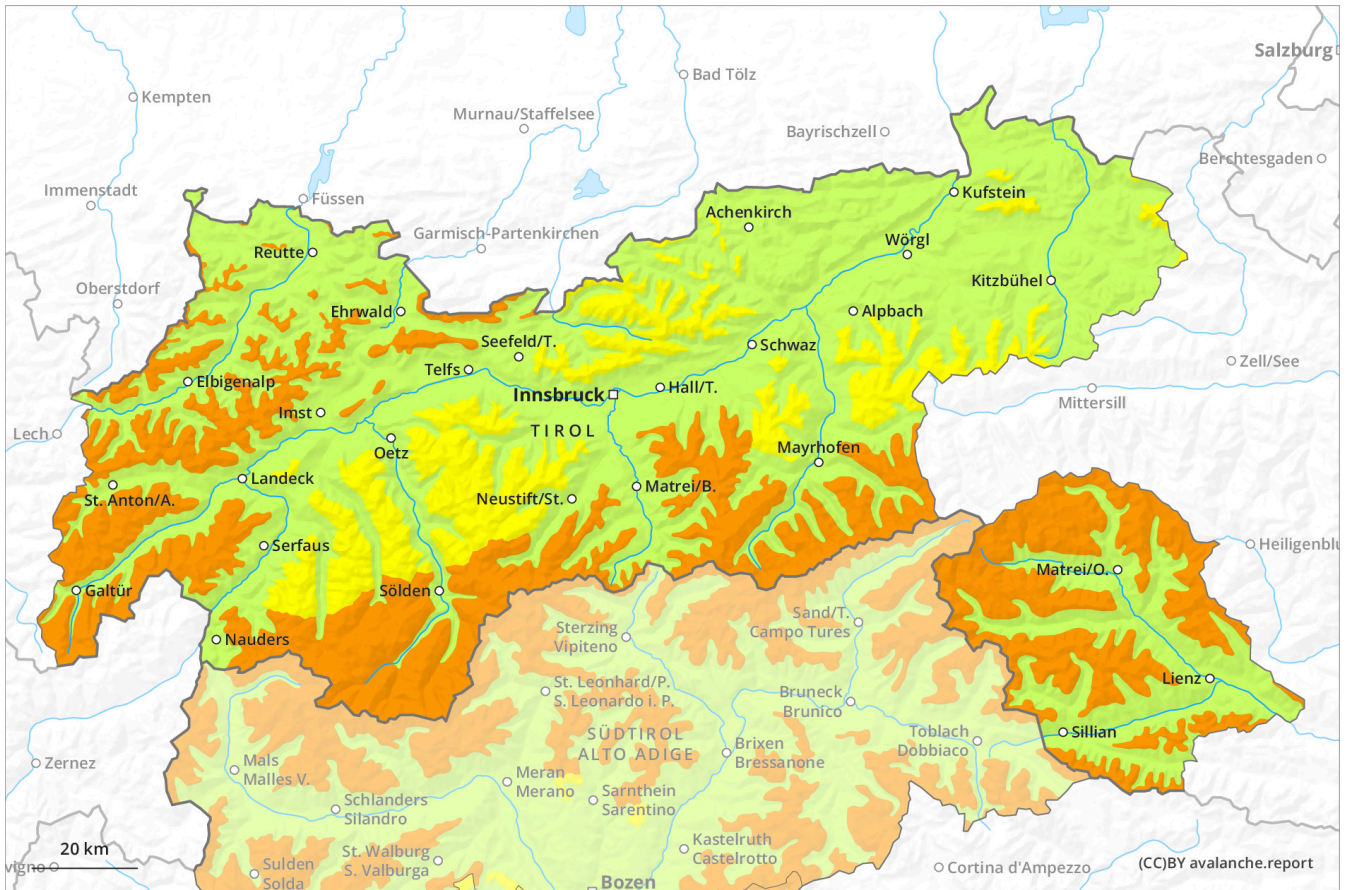 Salzburg
Bad Tölz
Kempten
Murnau/Staffelsee
Bayrischzell
Berchtesgaden
Immenstadt
Füssen
Kufstein
Achenkirch
Garmisch-Partenkirchen
Reutte
Wörgl
Oberstdorf
Kitzbühel
Ehrwald
Alpbach
Seefeld/T.
Schwaz
Zell/See
Telfs
Elbigenalp
Innsbruck
Hall/T.
Mittersill
Imst
Lech
TIROL
Oetz
Mayrhofen
Landeck
St. Anton/A.
Neustift/St.
Matrei/B.
Serfaus
Heiligenblu
Matrei/O.
Galtür
Sölden
Sand/T.
Campo Tures
Sterzing
Vipiteno
Nauders
Lienz
St. Leonhard/P.
S. Leonardo i. P.
Bruneck
Brunico
SÜDTIROL
ALTO ADIGE
Toblach
Dobbiaco
Sillian
Brixen
Bressanone
Zernez
Mals
Malles V.
Meran
Merano
Sarnthein
Sarentino
Schlanders
Silandro
Kastelruth
Castelrotto
20 km
St. Walburg
S. Valburga
vigno
Sulden
Solda
Cortina d'Ampezzo
(CC)BY avalanche.report
Bozen